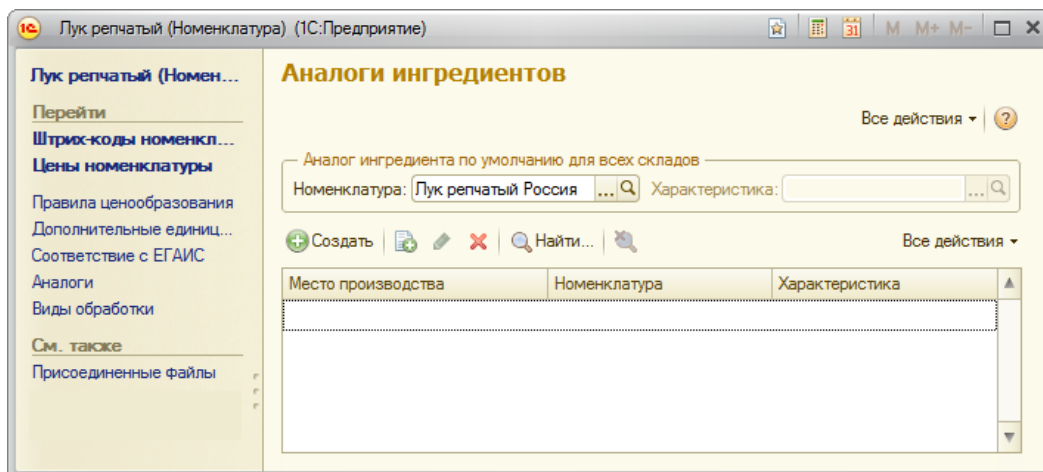 Лук репчатый (Номенклатура) (1С:Предприятие)
31 M M+ M-
Лук репчатый (Номен...
Перейти
Штрих-коды номенкл...
Цены номенклатуры
Правила ценообразования
Дополнительные единиц...
Соответствие с ЕГАИС
Аналоги
Виды обработки
См. также
Присоединенные файлы
Аналоги ингредиентов
Все действия
Аналог ингредиента по умолчанию для всех складов
Номенклатура: Лук репчатый Россия ... Характеристика: ...
Создать Найти... Все действия
Место производства Номенклатура Характеристика